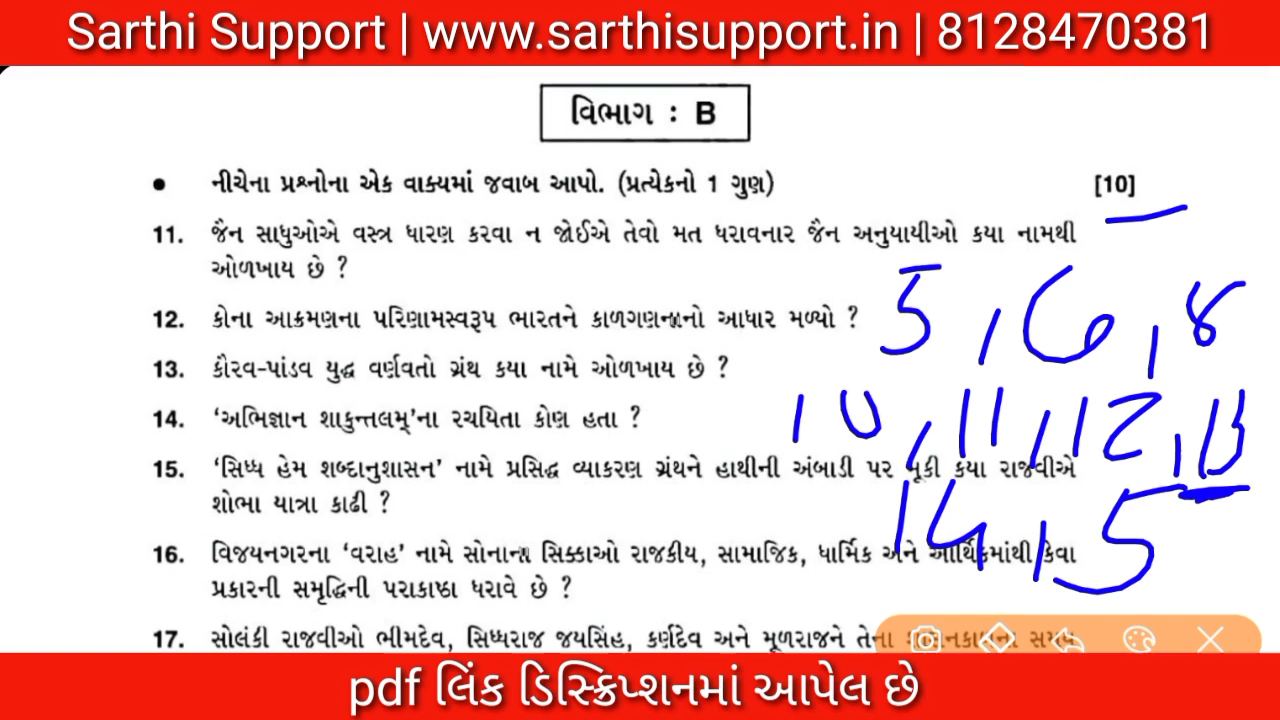 Sarthi Support | www.sarthisupport.in | 8128470381
વિભાગ : B
● નીચેના પ્રશ્નોના એક વાક્યમાં જવાબ આપો. (પ્રત્યેકનો 1 ગુણ) [10]
11. જૈન સાધુઓએ વસ્ત્ર ધારણ કરવા ન જોઈએ તેવો મત ધરાવનાર જૈન અનુયાયીઓ કયા નામથી
ઓળખાય છે ?
5, 6, 8
12. કોના આક્રમણના પરિણામસ્વરૂપ ભારતને કાળગણનાનો આધાર મળ્યો ?
13. કૌરવ-પાંડવ યુદ્ધ વર્ણવતો ગ્રંથ કયા નામે ઓળખાય છે ?
10, 11, 12, 13
14. ‘અભિજ્ઞાન શાકુન્તલમ્’ના રચયિતા કોણ હતા ?
15. ‘સિધ્ધ હેમ શબ્દાનુશાસન’ નામે પ્રસિદ્ધ વ્યાકરણ ગ્રંથને હાથીની અંબાડી પર મૂકી કયા રાજવીએ
શોભા યાત્રા કાઢી ?
14, 5
16. વિજયનગરના ‘વરાહ’ નામે સોનાના સિક્કાઓ રાજકીય, સામાજિક, ધાર્મિક અને આર્થિકમાંથી કેવા
પ્રકારની સમૃદ્ધિની પરાકાષ્ઠા ધરાવે છે ?
17. સોલંકી રાજવીઓ ભીમદેવ, સિધ્ધરાજ જયસિંહ, કર્ણદેવ અને મૂળરાજને તેના
pdf લિંક ડિસ્ક્રિપ્શનમાં આપેલ છે